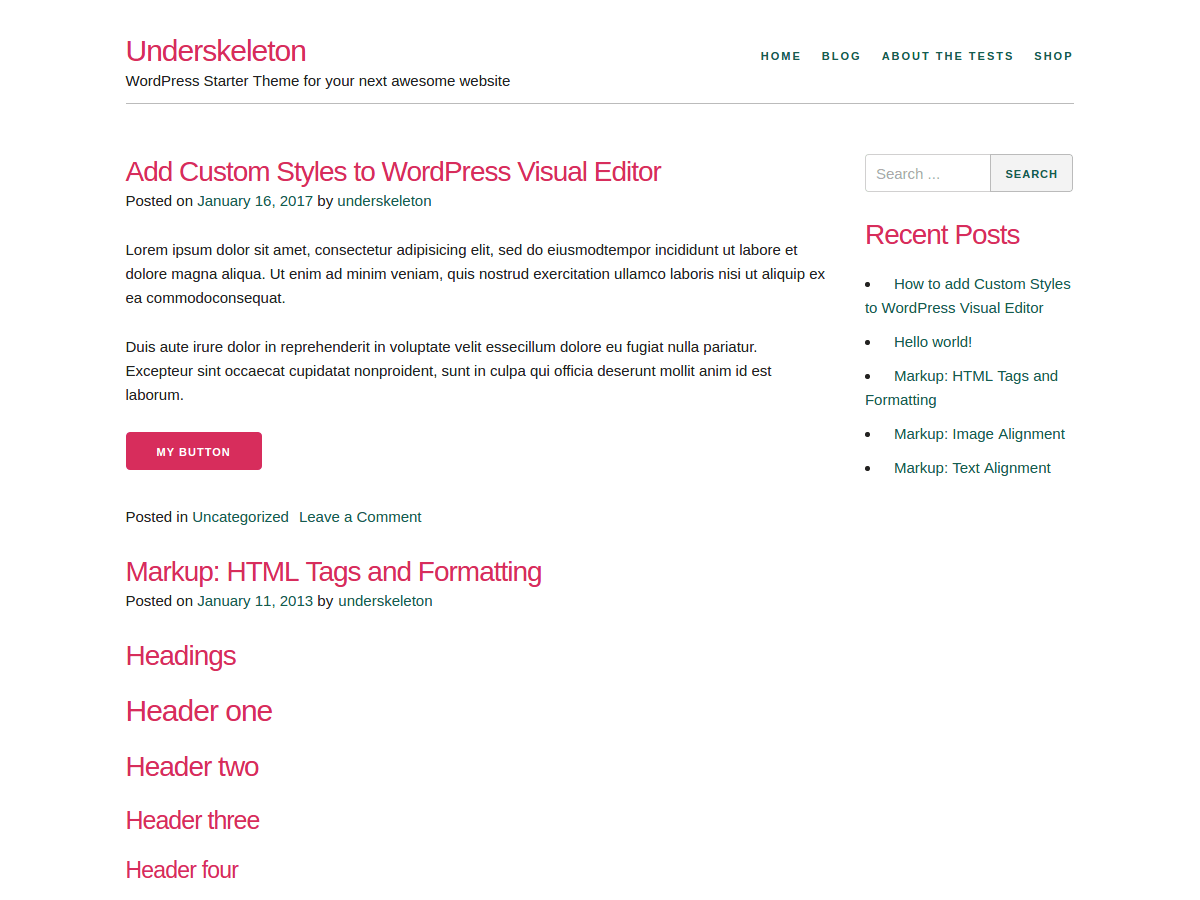 Underskeleton
WordPress Starter Theme for your next awesome website
HOME BLOG ABOUT THE TESTS SHOP
Add Custom Styles to WordPress Visual Editor
Posted on January 16, 2017 by underskeleton
Lorem ipsum dolor sit amet, consectetur adipisicing elit, sed do eiusmodtempor incididunt ut labore et
dolore magna aliqua. Ut enim ad minim veniam, quis nostrud exercitation ullamco laboris nisi ut aliquip ex
ea commodoconsequat.
Duis aute irure dolor in reprehenderit in voluptate velit essecillum dolore eu fugiat nulla pariatur.
Excepteur sint occaecat cupidatat nonproident, sunt in culpa qui officia deserunt mollit anim id est
laborum.
MY BUTTON
Posted in Uncategorized Leave a Comment
Markup: HTML Tags and Formatting
Posted on January 11, 2013 by underskeleton
Headings
Header one
Header two
Header three
Header four
Search ... SEARCH
Recent Posts
How to add Custom Styles
to WordPress Visual Editor
Hello world!
Markup: HTML Tags and
Formatting
Markup: Image Alignment
Markup: Text Alignment